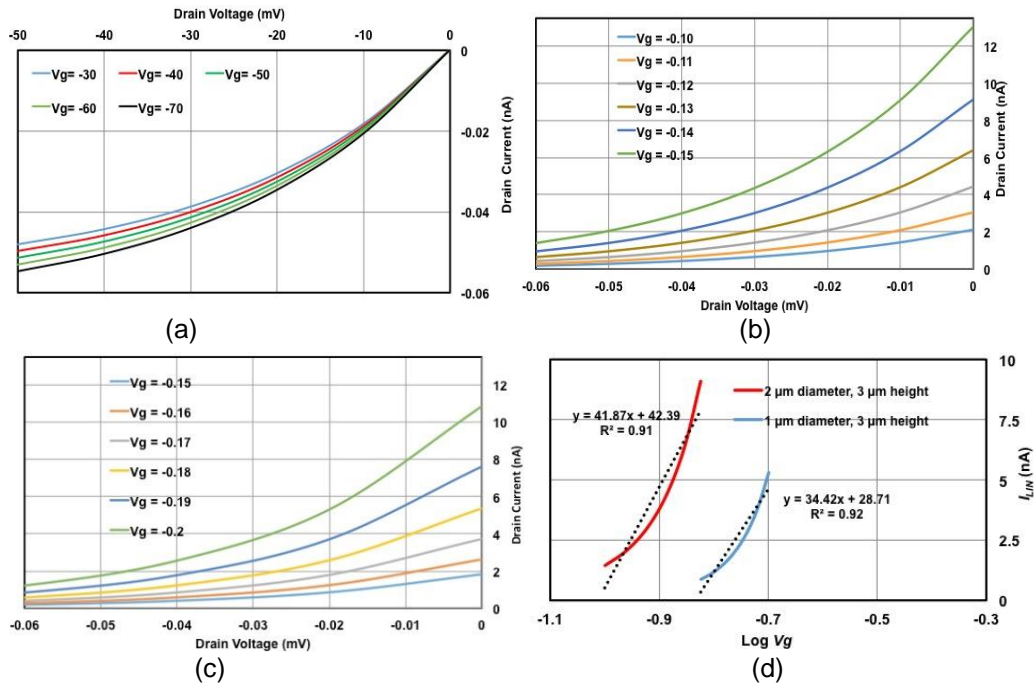 Drain Voltage (mV)
-50 -40 -30 -20 -10 0
0
-0.02
-0.04
-0.06
Drain Current (nA)
Vg= -30 Vg= -40 Vg= -50
Vg= -60 Vg= -70
(a)
Vg = -0.10
Vg = -0.11
Vg = -0.12
Vg = -0.13
Vg = -0.14
Vg = -0.15
12
10
8
6
4
2
0
Drain Current (nA)
-0.06 -0.05 -0.04 -0.03 -0.02 -0.01 0
Drain Voltage (mV)
(b)
Vg = -0.15
Vg = -0.16
Vg = -0.17
Vg = -0.18
Vg = -0.19
Vg = -0.2
12
10
8
6
4
2
0
Drain Current (nA)
-0.06 -0.05 -0.04 -0.03 -0.02 -0.01 0
Drain Voltage (mV)
(c)
2 µm diameter, 3 µm height
1 µm diameter, 3 µm height
y = 41.87x + 42.39
R² = 0.91
y = 34.42x + 28.71
R² = 0.92
10
7.5
5
2.5
0
I_LIN (nA)
-1.1 -0.9 -0.7 -0.5 -0.3
Log Vg
(d)